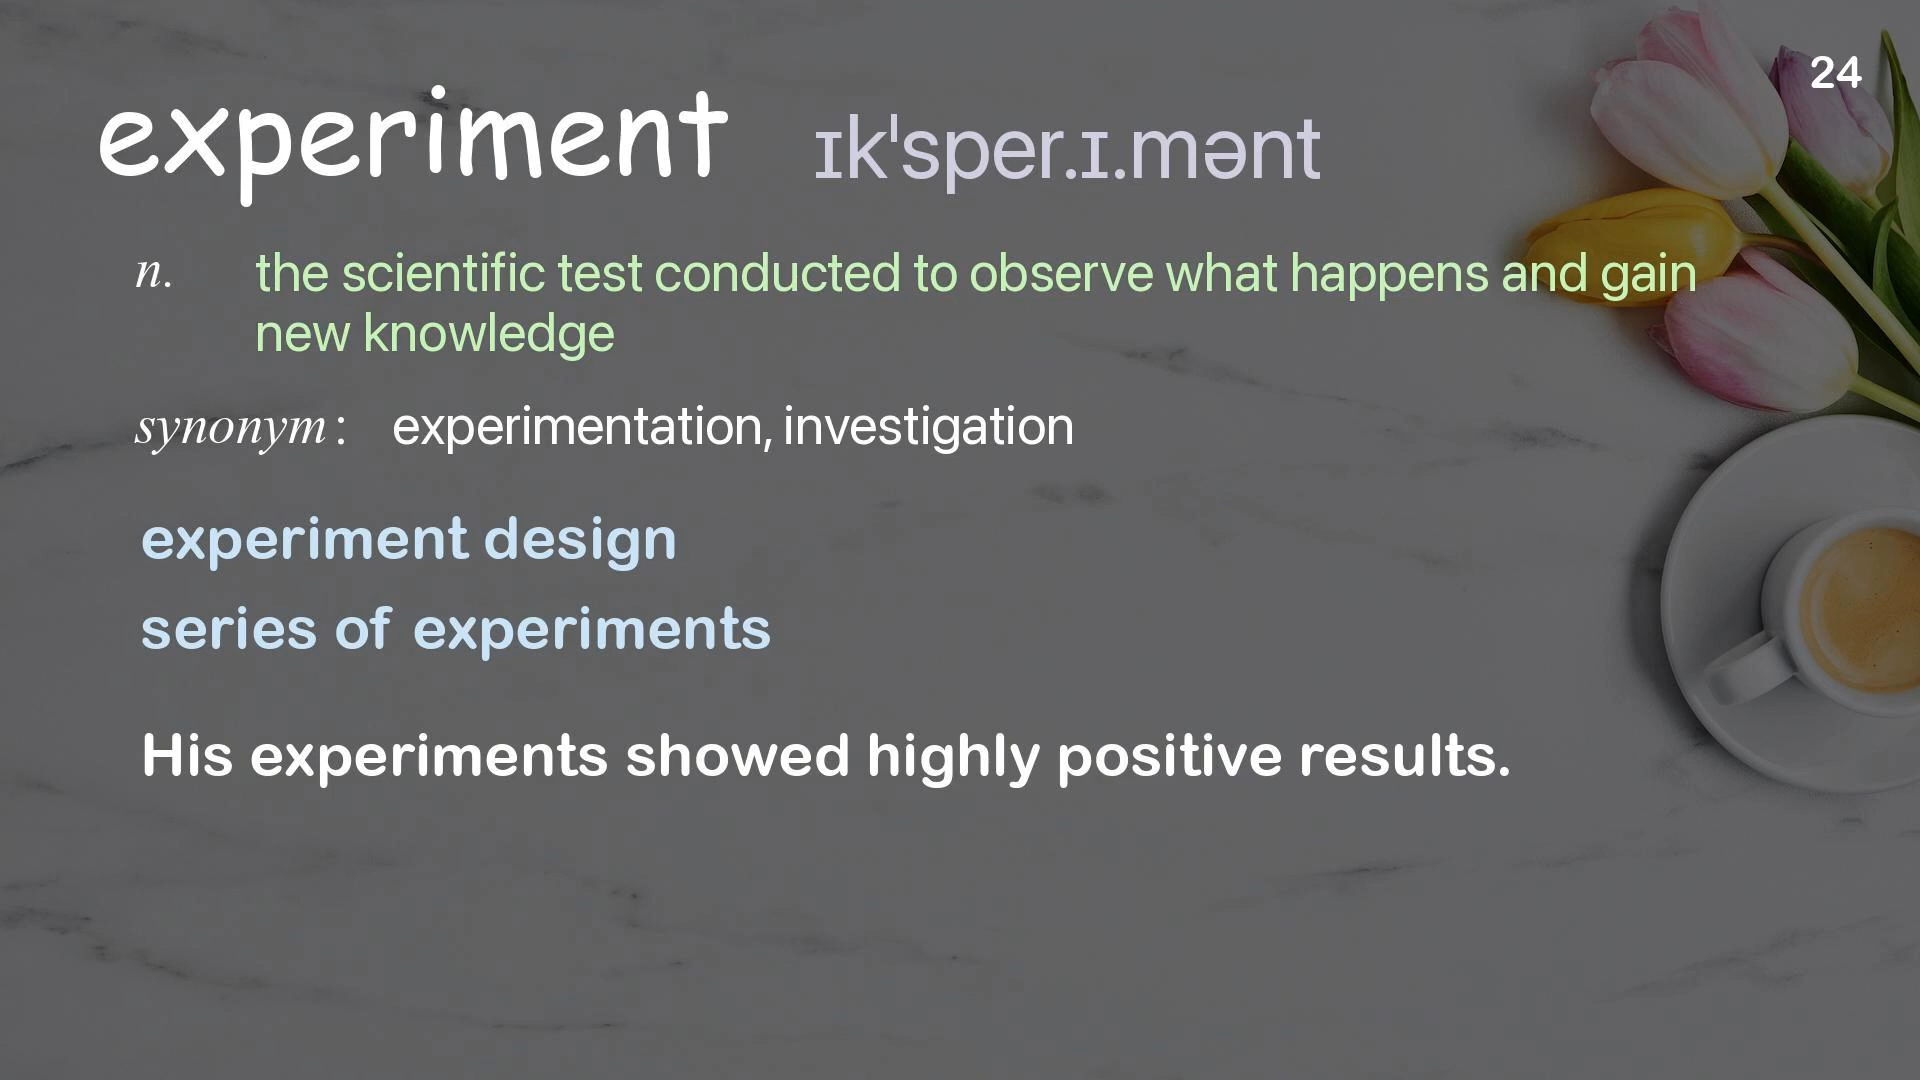 24
experiment ɪkˈsper.ɪ.mənt
n. the scientific test conducted to observe what happens and gain
new knowledge
synonym : experimentation, investigation
experiment design
series of experiments
His experiments showed highly positive results.